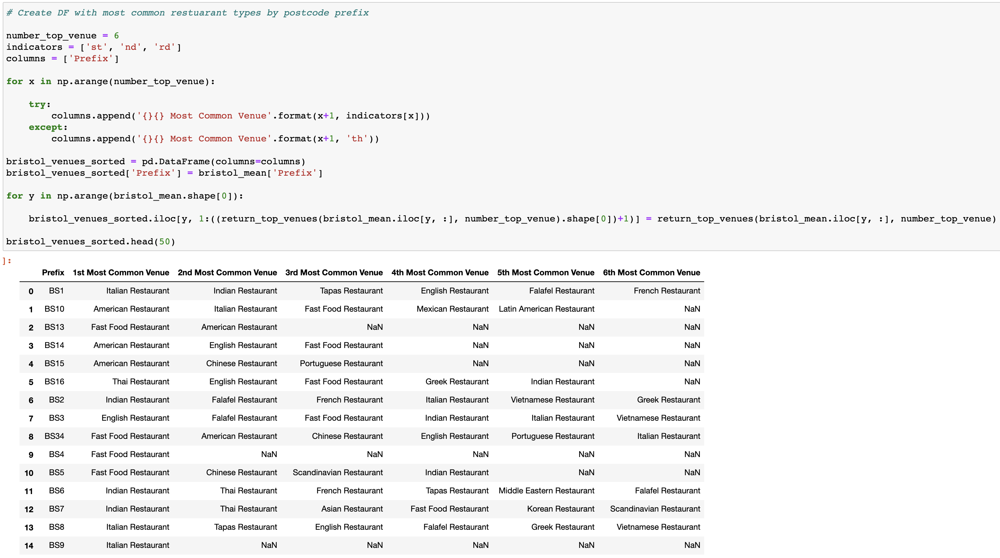 # Create DF with most common restuarant types by postcode prefix
number_top_venue = 6
indicators = ['st', 'nd', 'rd']
columns = ['Prefix']
for x in np.arange(number_top_venue):
try:
columns.append('{}{} Most Common Venue'.format(x+1, indicators[x]))
except:
columns.append('{}{} Most Common Venue'.format(x+1, 'th'))
bristol_venues_sorted = pd.DataFrame(columns=columns)
bristol_venues_sorted['Prefix'] = bristol_mean['Prefix']
for y in np.arange(bristol_mean.shape[0]):
bristol_venues_sorted.iloc[y, 1:((return_top_venues(bristol_mean.iloc[y, :], number_top_venue).shape[0])+1)] = return_top_venues(bristol_mean.iloc[y, :], number_top_venue)
bristol_venues_sorted.head(50)
]:
Prefix 1st Most Common Venue 2nd Most Common Venue 3rd Most Common Venue 4th Most Common Venue 5th Most Common Venue 6th Most Common Venue
0 BS1 Italian Restaurant Indian Restaurant Tapas Restaurant English Restaurant Falafel Restaurant French Restaurant
1 BS10 American Restaurant Italian Restaurant Fast Food Restaurant Mexican Restaurant Latin American Restaurant NaN
2 BS13 Fast Food Restaurant American Restaurant NaN NaN NaN NaN
3 BS14 American Restaurant English Restaurant Fast Food Restaurant NaN NaN NaN
4 BS15 American Restaurant Chinese Restaurant Portuguese Restaurant NaN NaN NaN
5 BS16 Thai Restaurant English Restaurant Fast Food Restaurant Greek Restaurant Indian Restaurant NaN
6 BS2 Indian Restaurant Falafel Restaurant French Restaurant Italian Restaurant Vietnamese Restaurant Greek Restaurant
7 BS3 English Restaurant Falafel Restaurant Fast Food Restaurant Indian Restaurant Italian Restaurant Vietnamese Restaurant
8 BS34 Fast Food Restaurant American Restaurant Chinese Restaurant English Restaurant Portuguese Restaurant Italian Restaurant
9 BS4 Fast Food Restaurant NaN NaN NaN NaN NaN
10 BS5 Fast Food Restaurant Chinese Restaurant Scandinavian Restaurant Indian Restaurant NaN NaN
11 BS6 Indian Restaurant Thai Restaurant French Restaurant Tapas Restaurant Middle Eastern Restaurant Falafel Restaurant
12 BS7 Indian Restaurant Thai Restaurant Asian Restaurant Fast Food Restaurant Korean Restaurant Scandinavian Restaurant
13 BS8 Italian Restaurant Tapas Restaurant English Restaurant Falafel Restaurant Greek Restaurant Vietnamese Restaurant
14 BS9 Italian Restaurant NaN NaN NaN NaN NaN